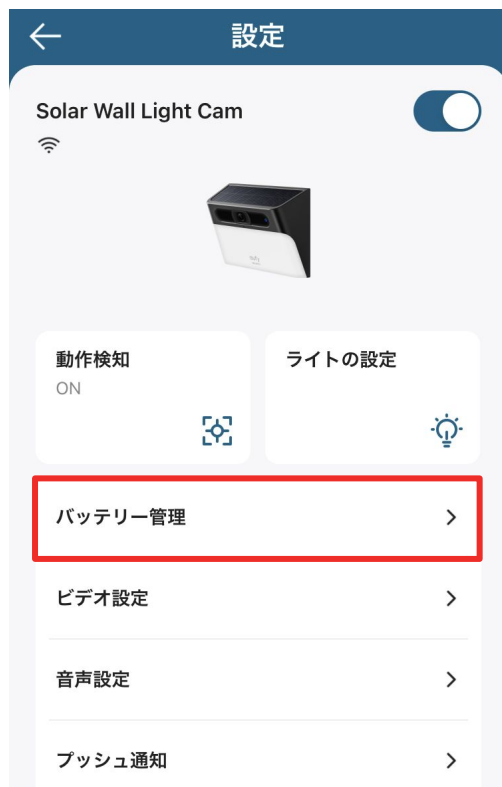 設定
Solar Wall Light Cam
eufy
動作検知
ON
ライトの設定
バッテリー管理
ビデオ設定
音声設定
プッシュ通知